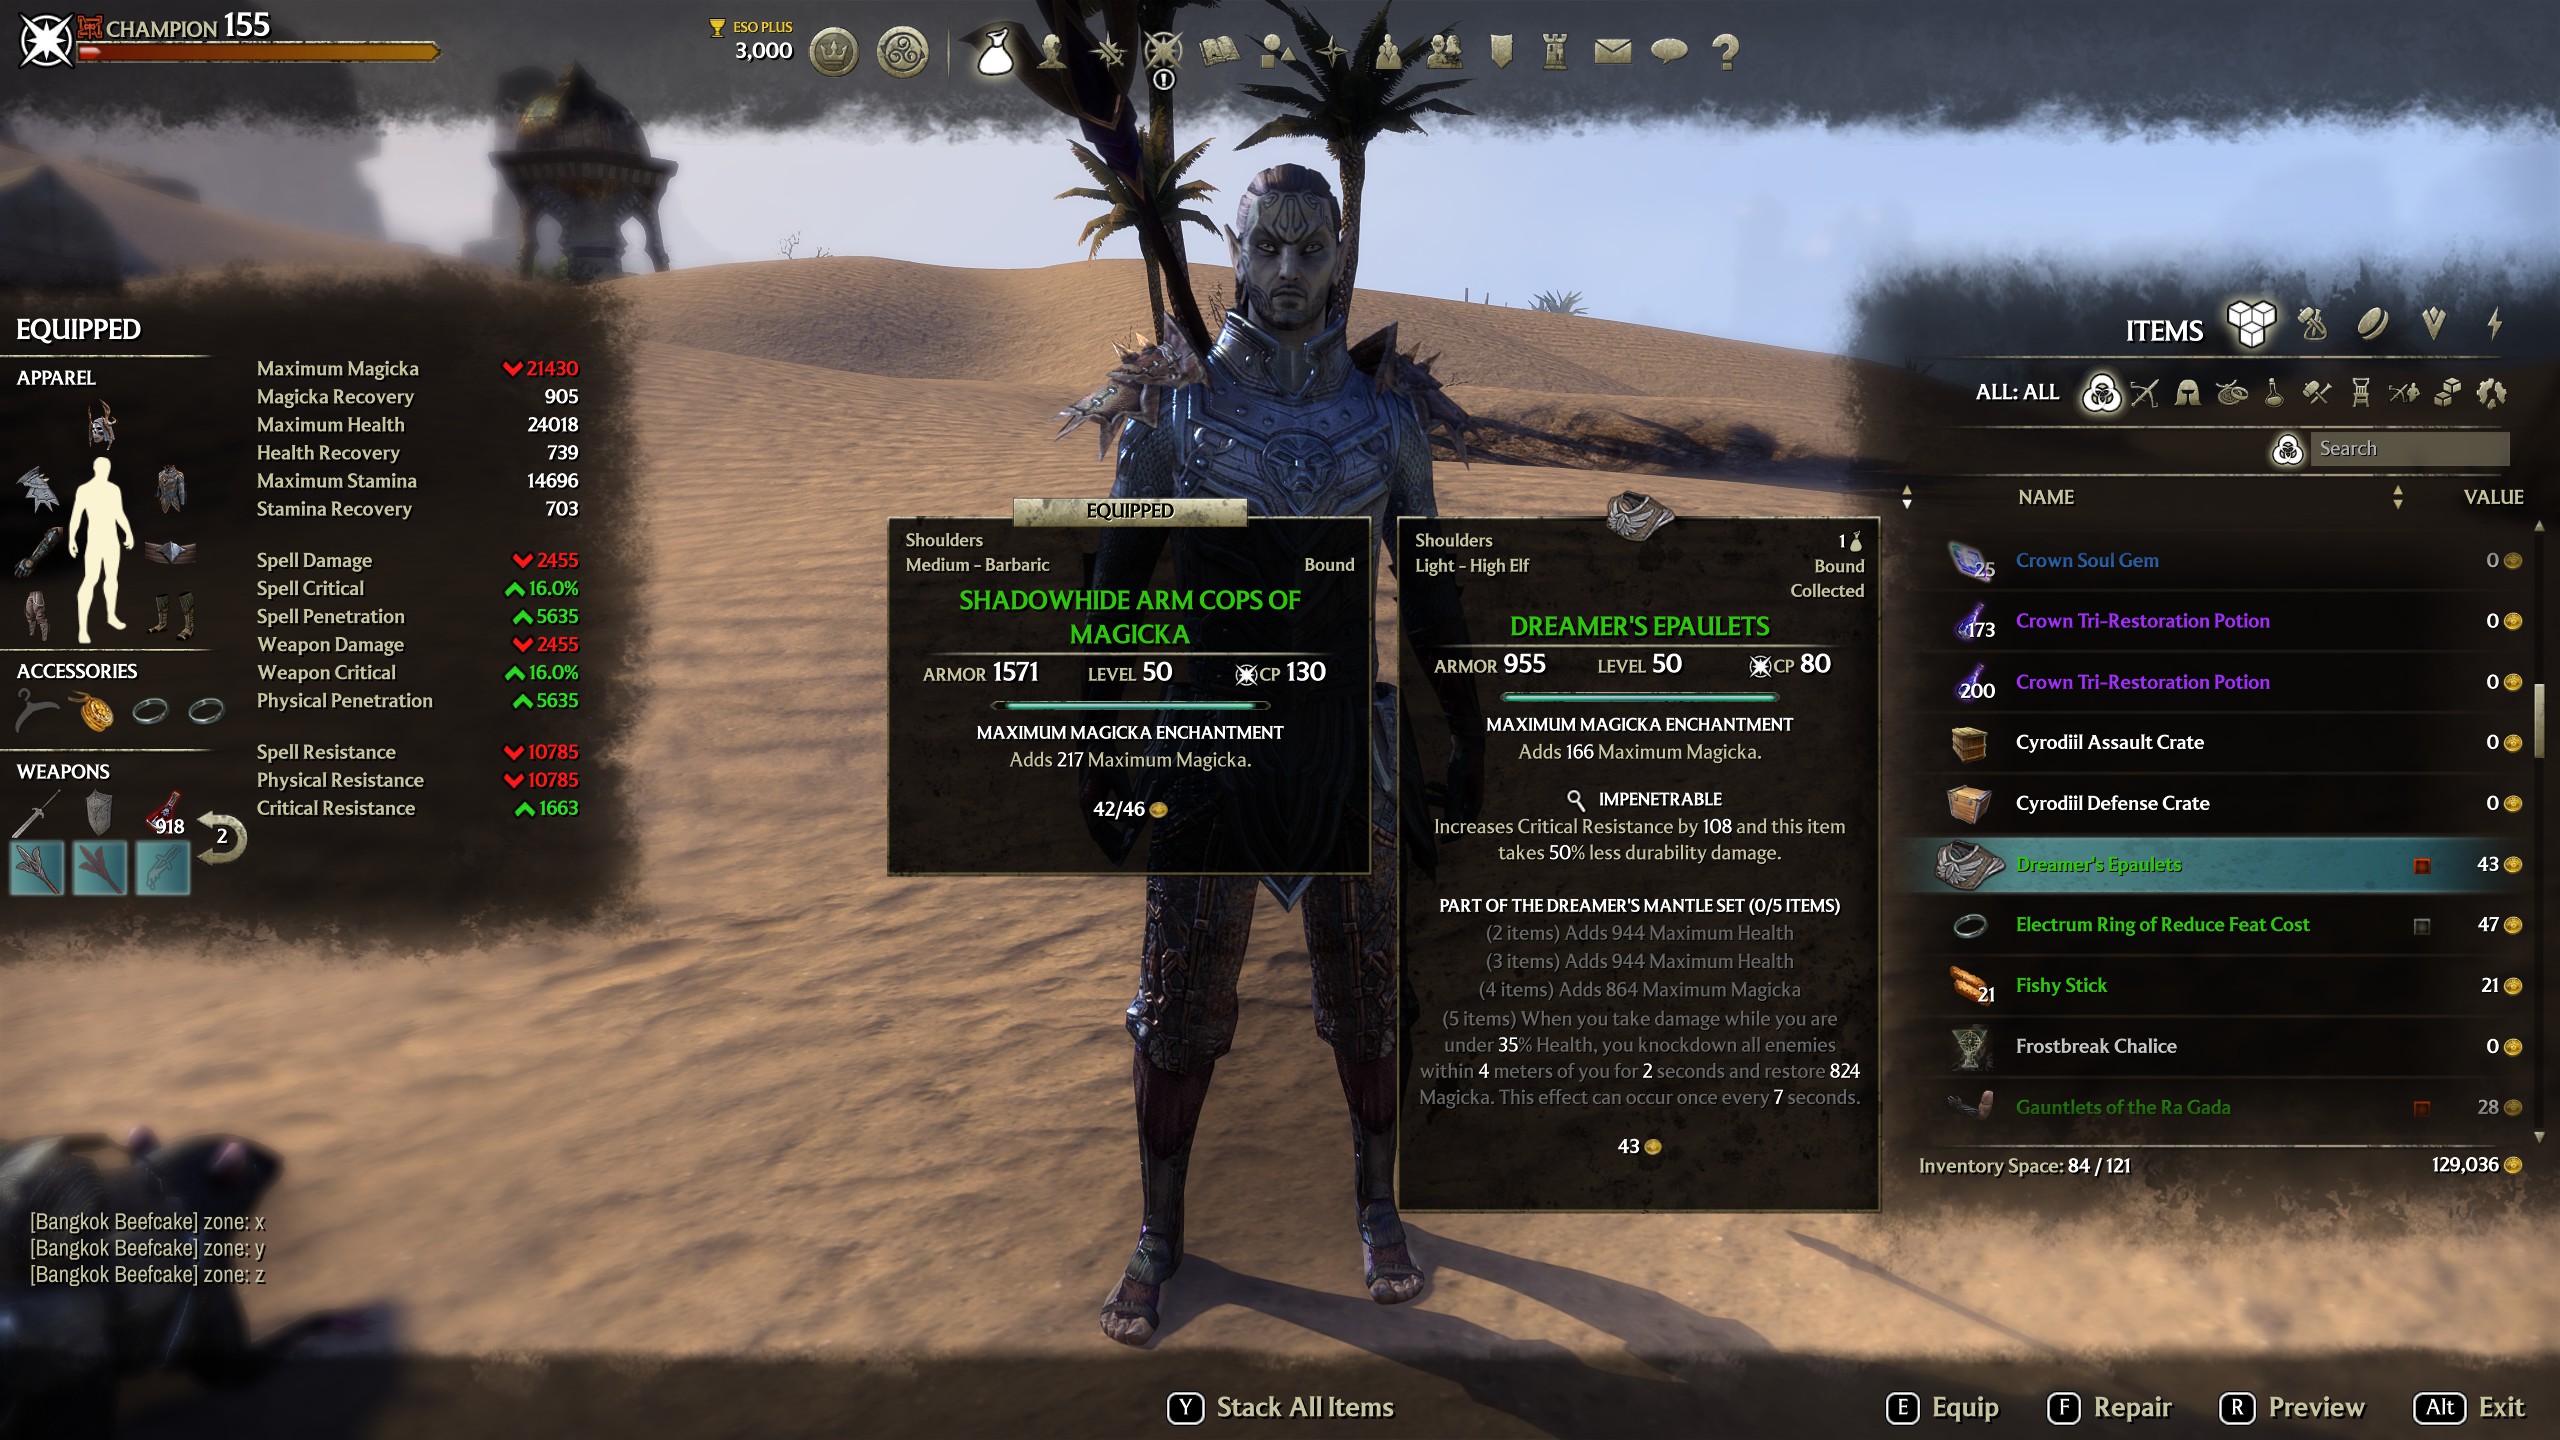 CHAMPION 155
ESO PLUS
3,000
EQUIPPED
APPAREL
Maximum Magicka 21430
Magicka Recovery 905
Maximum Health 24018
Health Recovery 739
Maximum Stamina 14696
Stamina Recovery 703
Spell Damage 2455
Spell Critical 16.0%
Spell Penetration 5635
Weapon Damage 2455
Weapon Critical 16.0%
Physical Penetration 5635
Spell Resistance 10785
Physical Resistance 10785
Critical Resistance 1663
ACCESSORIES
WEAPONS
918
2
EQUIPPED
Shoulders
Medium - Barbaric Bound
SHADOWHIDE ARM COPS OF
MAGICKA
ARMOR 1571 LEVEL 50 CP 130
MAXIMUM MAGICKA ENCHANTMENT
Adds 217 Maximum Magicka.
42/46
Shoulders 1
Light - High Elf Bound
Collected
DREAMER'S EPAULETS
ARMOR 955 LEVEL 50 CP 80
MAXIMUM MAGICKA ENCHANTMENT
Adds 166 Maximum Magicka.
IMPENETRABLE
Increases Critical Resistance by 108 and this item
takes 50% less durability damage.
PART OF THE DREAMER'S MANTLE SET (0/5 ITEMS)
(2 items) Adds 944 Maximum Health
(3 items) Adds 944 Maximum Health
(4 items) Adds 864 Maximum Magicka
(5 items) When you take damage while you are
under 35% Health, you knockdown all enemies
within 4 meters of you for 2 seconds and restore 824
Magicka. This effect can occur once every 7 seconds.
43
ITEMS
ALL: ALL
Search
NAME VALUE
25 Crown Soul Gem 0
173 Crown Tri-Restoration Potion 0
200 Crown Tri-Restoration Potion 0
Cyrodiil Assault Crate 0
Cyrodiil Defense Crate 0
Dreamer's Epaulets 43
Electrum Ring of Reduce Feat Cost 47
21 Fishy Stick 21
Frostbreak Chalice 0
Gauntlets of the Ra Gada 28
Inventory Space: 84 / 121 129,036
[Bangkok Beefcake] zone: x
[Bangkok Beefcake] zone: y
[Bangkok Beefcake] zone: z
Y Stack All Items
E Equip F Repair R Preview Alt Exit